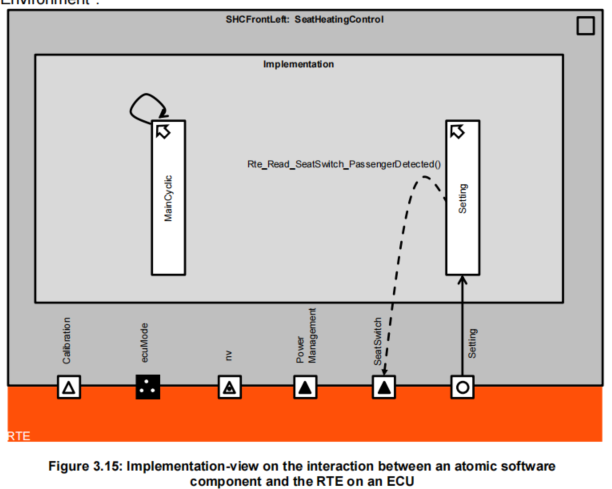 Environment".
SHCFrontLeft: SeatHeatingControl
Implementation
Rte_Read_SeatSwitch_PassengerDetected()
MainCyclic
Setting
Calibration
ecuMode
nv
Power
Management
SeatSwitch
Setting
RTE
Figure 3.15: Implementation-view on the interaction between an atomic software
component and the RTE on an ECU